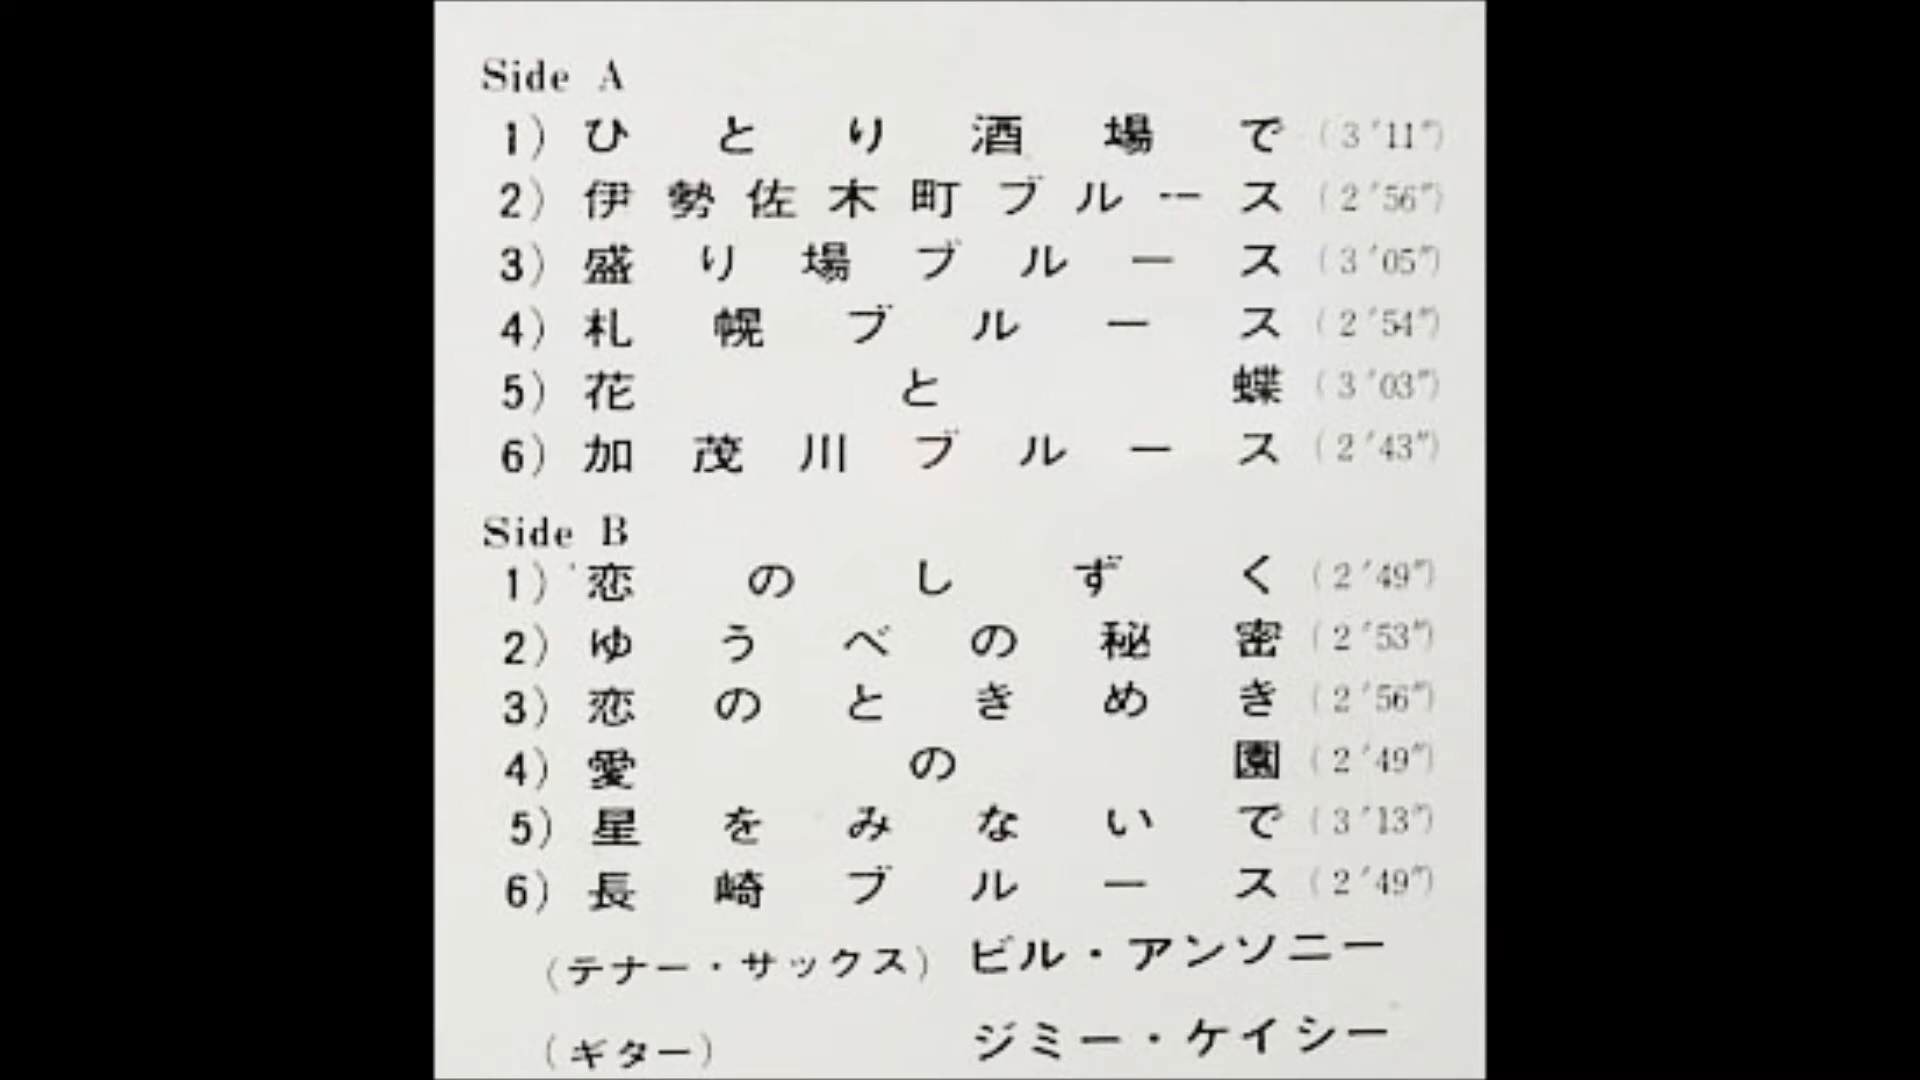 Side A
1) ひとり酒場で (3'11")
2) 伊勢佐木町ブルース (2'56")
3) 盛り場ブルース (3'05")
4) 札幌ブルース (2'54")
5) 花と蝶 (3'03")
6) 加茂川ブルース (2'43")
Side B
1) 恋のしずく (2'49")
2) ゆうべの秘密 (2'53")
3) 恋のときめき (2'56")
4) 愛の園 (2'49")
5) 星をみないで (3'13")
6) 長崎ブルース (2'49")
(テナー・サックス) ビル・アンソニー
(ギター) ジミー・ケイシー